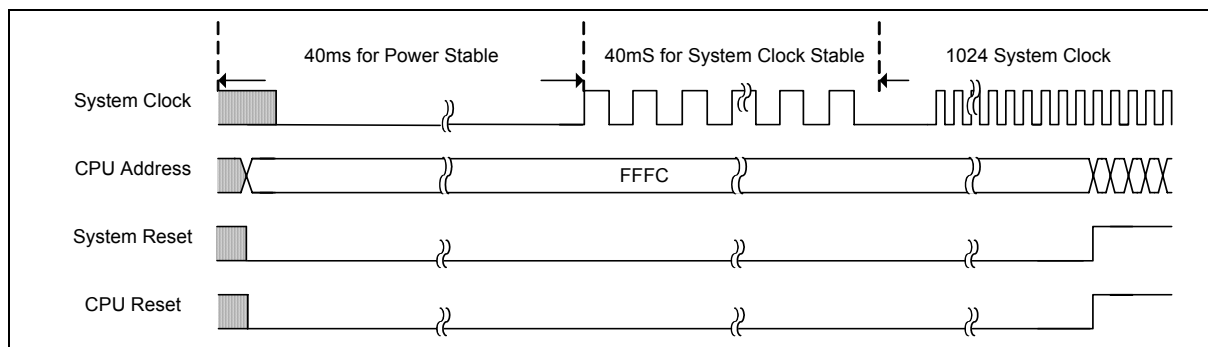 40ms for Power Stable
40mS for System Clock Stable
1024 System Clock
System Clock
CPU Address
FFFC
System Reset
CPU Reset